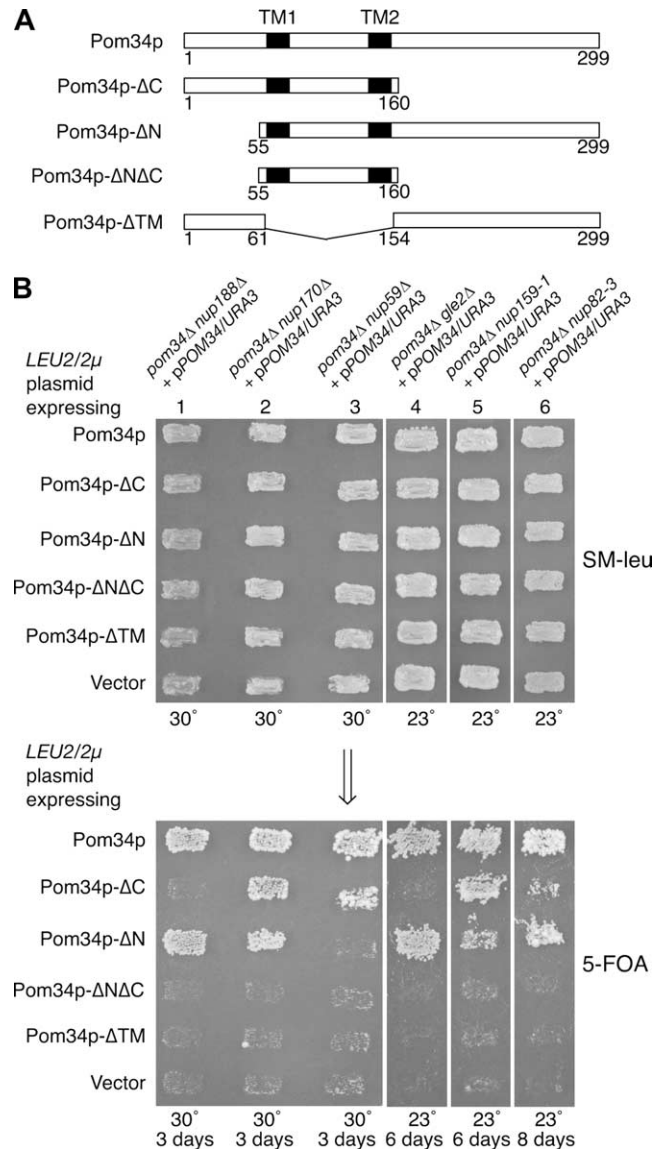 A
TM1 TM2
Pom34p
1 299
Pom34p-ΔC
1 160
Pom34p-ΔN
55 299
Pom34p-ΔNΔC
55 160
Pom34p-ΔTM
1 61 154 299
B
pom34Δ nup188Δ + pPOM34/URA3
pom34Δ nup170Δ + pPOM34/URA3
pom34Δ nup59Δ + pPOM34/URA3
pom34Δ gle2Δ + pPOM34/URA3
pom34Δ nup159-1 + pPOM34/URA3
pom34Δ nup82-3 + pPOM34/URA3
LEU2/2μ
plasmid
expressing
1 2 3 4 5 6
Pom34p
Pom34p-ΔC
Pom34p-ΔN
Pom34p-ΔNΔC
Pom34p-ΔTM
Vector
SM-leu
30° 30° 30° 23° 23° 23°
LEU2/2μ
plasmid
expressing
Pom34p
Pom34p-ΔC
Pom34p-ΔN
Pom34p-ΔNΔC
Pom34p-ΔTM
Vector
5-FOA
30° 30° 30° 23° 23° 23°
3 days 3 days 3 days 6 days 6 days 8 days